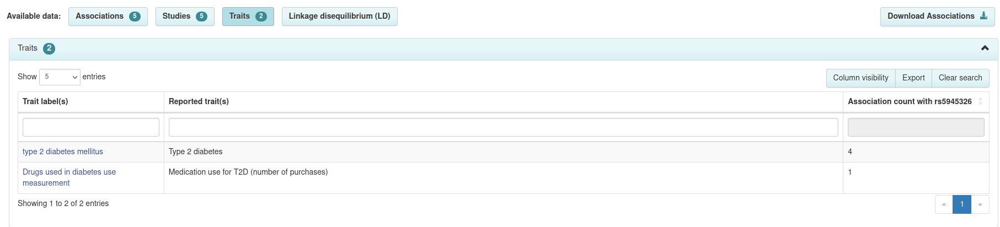 Available data: Associations 5 Studies 5 Traits 2 Linkage disequilibrium (LD) Download Associations
Traits 2
Show 5 entries Column visibility Export Clear search
Trait label(s) Reported trait(s) Association count with rs5945326
type 2 diabetes mellitus Type 2 diabetes 4
Drugs used in diabetes use Medication use for T2D (number of purchases) 1
measurement
Showing 1 to 2 of 2 entries « 1 »